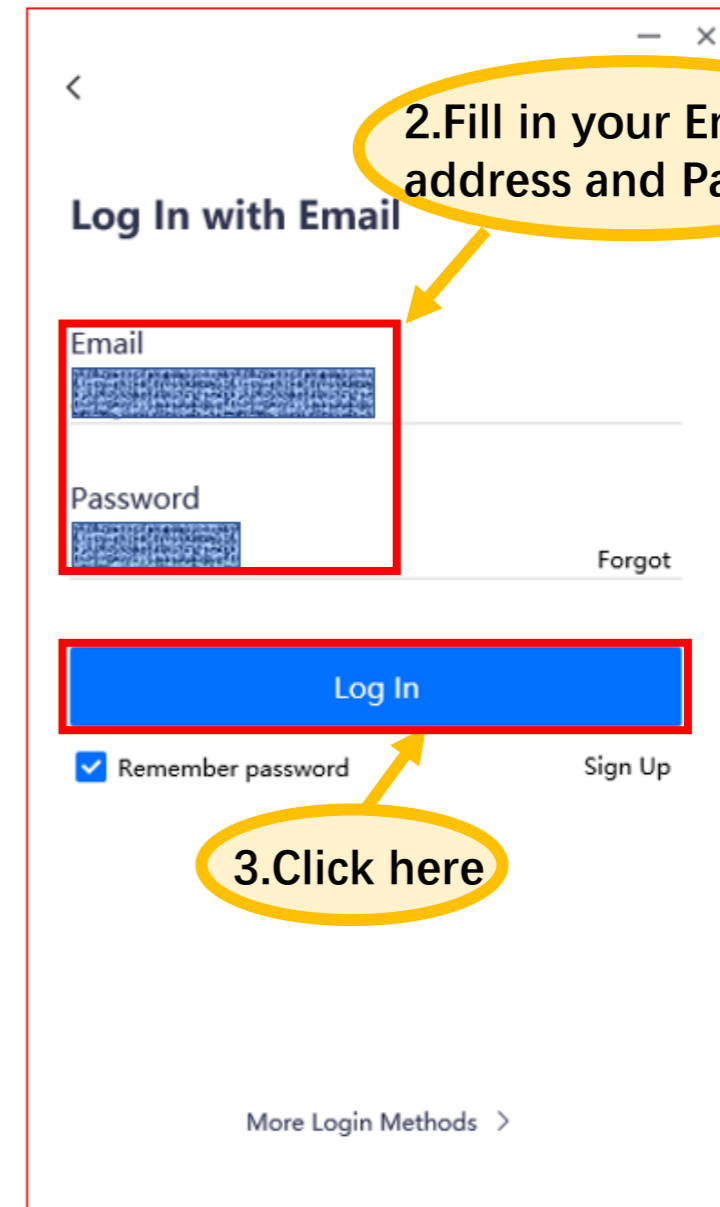 2.Fill in your
address and
Log In with Email
Email
Password
Forgot
Log In
Remember password
Sign Up
3.Click here
More Login Methods